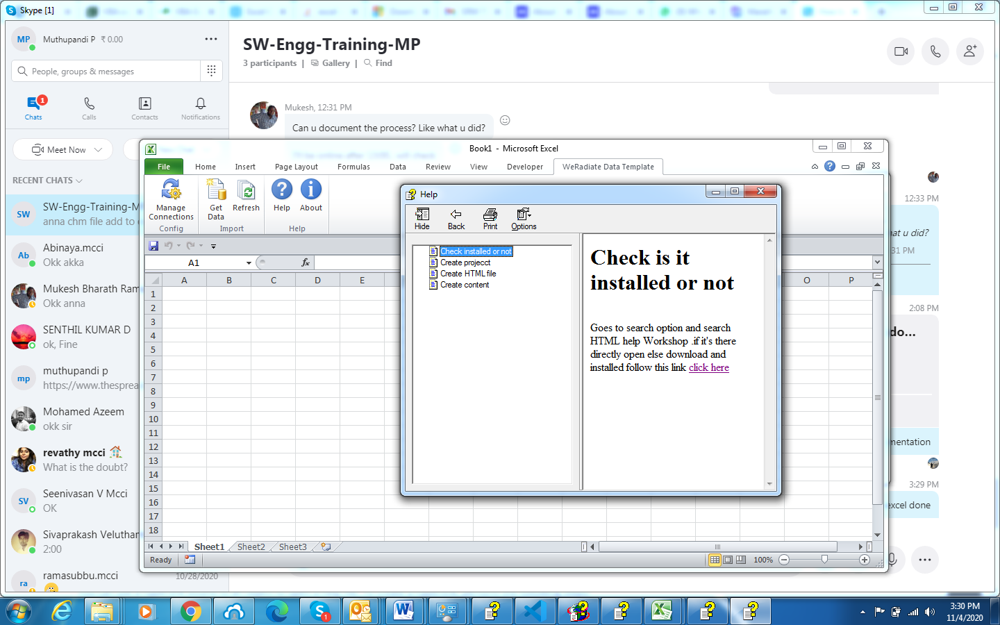 Skype [1]
MP
Muthupandi P ₹ 0.00
People, groups & messages
1
Chats
Calls
Contacts
Notifications
Meet Now
RECENT CHATS
SW
SW-Engg-Training-M
anna chm file add to
Ab
Abinaya.mcci
Okk akka
Mukesh Bharath Ram
Okk anna
SENTHIL KUMAR D
ok, Fine
mp
muthupandi p
https://www.thesprea
Mohamed Azeem
okk sir
revathy mcci
What is the doubt?
SV
Seenivasan V Mcci
OK
Sivaprakash Veluthan
2:00
ra
ramasubbu.mcci
10/28/2020
SW-Engg-Training-MP
3 participants | Gallery | Find
Mukesh, 12:31 PM
Can u document the process? Like what u did?
12:33 PM
at u did?
31 PM
2:08 PM
do...
mentation
3:29 PM
excel done
Book1 - Microsoft Excel
File Home Insert Page Layout Formulas Data Review View Developer WeRadiate Data Template
Manage Connections
Get Data
Refresh
Help
About
Config
Import
Help
A1
fx
A B C D E O P
1
2
3
4
5
6
7
8
9
10
11
12
13
14
15
16
17
18
Sheet1 Sheet2 Sheet3
Ready
100%
Help
Hide Back Print Options
Check installed or not
Create projecct
Create HTML file
Create content
Check is it
installed or not
Goes to search option and search
HTML help Workshop .if it's there
directly open else download and
installed follow this link click here
1
3:30 PM
11/4/2020